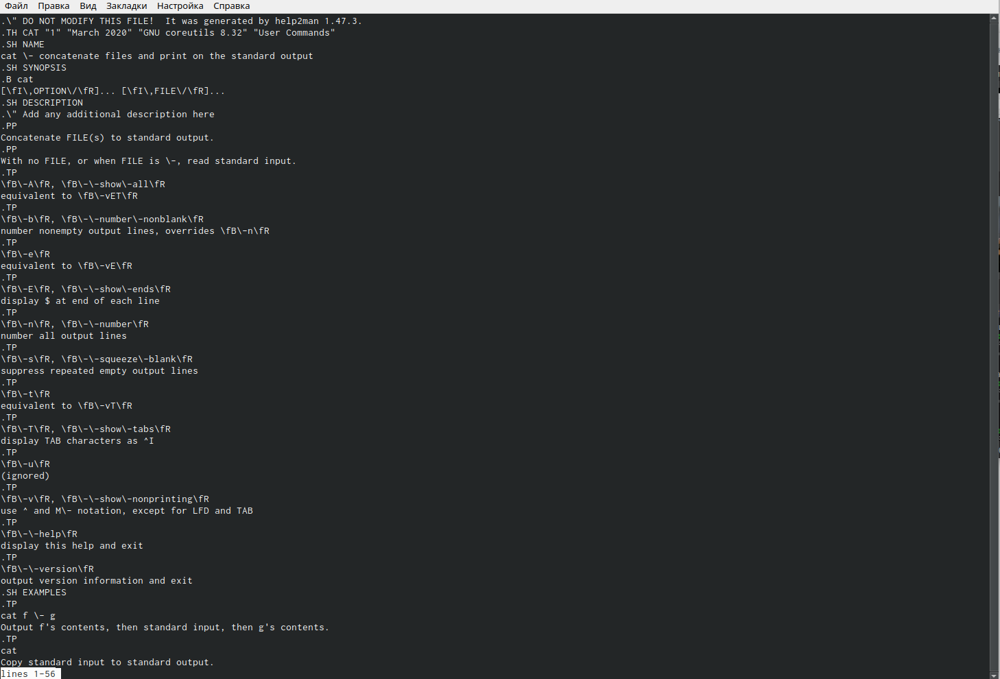 Файл Правка Вид Закладки Настройка Справка
.\" DO NOT MODIFY THIS FILE!  It was generated by help2man 1.47.3.
.TH CAT "1" "March 2020" "GNU coreutils 8.32" "User Commands"
.SH NAME
cat \- concatenate files and print on the standard output
.SH SYNOPSIS
.B cat
[\fI\,OPTION\/\fR]... [\fI\,FILE\/\fR]...
.SH DESCRIPTION
.\" Add any additional description here
.PP
Concatenate FILE(s) to standard output.
.PP
With no FILE, or when FILE is \-, read standard input.
.TP
\fB\-A\fR, \fB\-\-show\-all\fR
equivalent to \fB\-vET\fR
.TP
\fB\-b\fR, \fB\-\-number\-nonblank\fR
number nonempty output lines, overrides \fB\-n\fR
.TP
\fB\-e\fR
equivalent to \fB\-vE\fR
.TP
\fB\-E\fR, \fB\-\-show\-ends\fR
display $ at end of each line
.TP
\fB\-n\fR, \fB\-\-number\fR
number all output lines
.TP
\fB\-s\fR, \fB\-\-squeeze\-blank\fR
suppress repeated empty output lines
.TP
\fB\-t\fR
equivalent to \fB\-vT\fR
.TP
\fB\-T\fR, \fB\-\-show\-tabs\fR
display TAB characters as ^I
.TP
\fB\-u\fR
(ignored)
.TP
\fB\-v\fR, \fB\-\-show\-nonprinting\fR
use ^ and M\- notation, except for LFD and TAB
.TP
\fB\-\-help\fR
display this help and exit
.TP
\fB\-\-version\fR
output version information and exit
.SH EXAMPLES
.TP
cat f \- g
Output f's contents, then standard input, then g's contents.
.TP
cat
Copy standard input to standard output.
lines 1-56